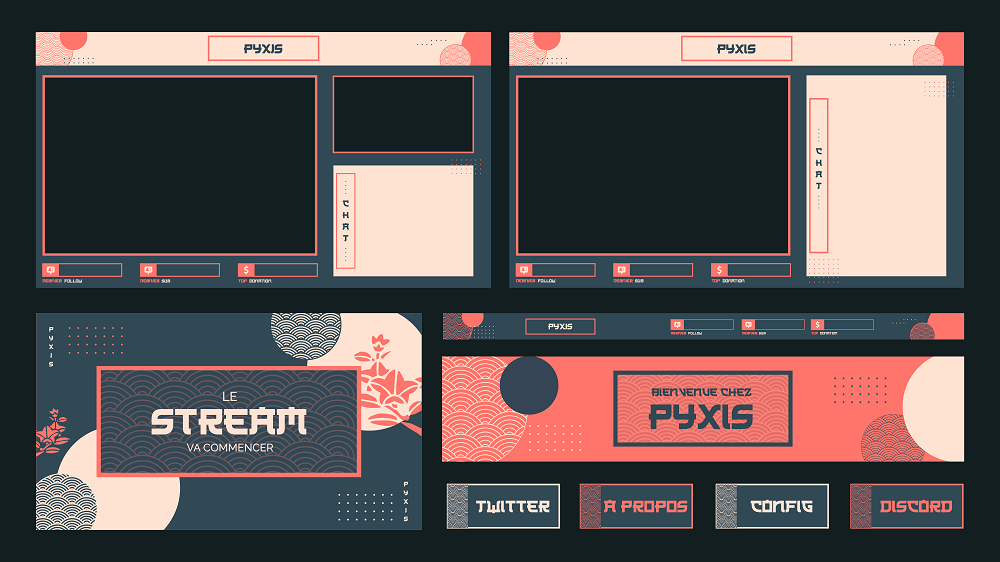 PYXIS
CHAT
DERNIER FOLLOW
DERNIER SUB
TOP DONATION
PYXIS
CHAT
DERNIER FOLLOW
DERNIER SUB
TOP DONATION
PYXIS
LE
STREAM
VA COMMENCER
PYXIS
PYXIS
DERNIER FOLLOW
DERNIER SUB
TOP DONATION
BIENVENUE CHEZ
PYXIS
TWITTER
À PROPOS
CONFIG
DISCORD